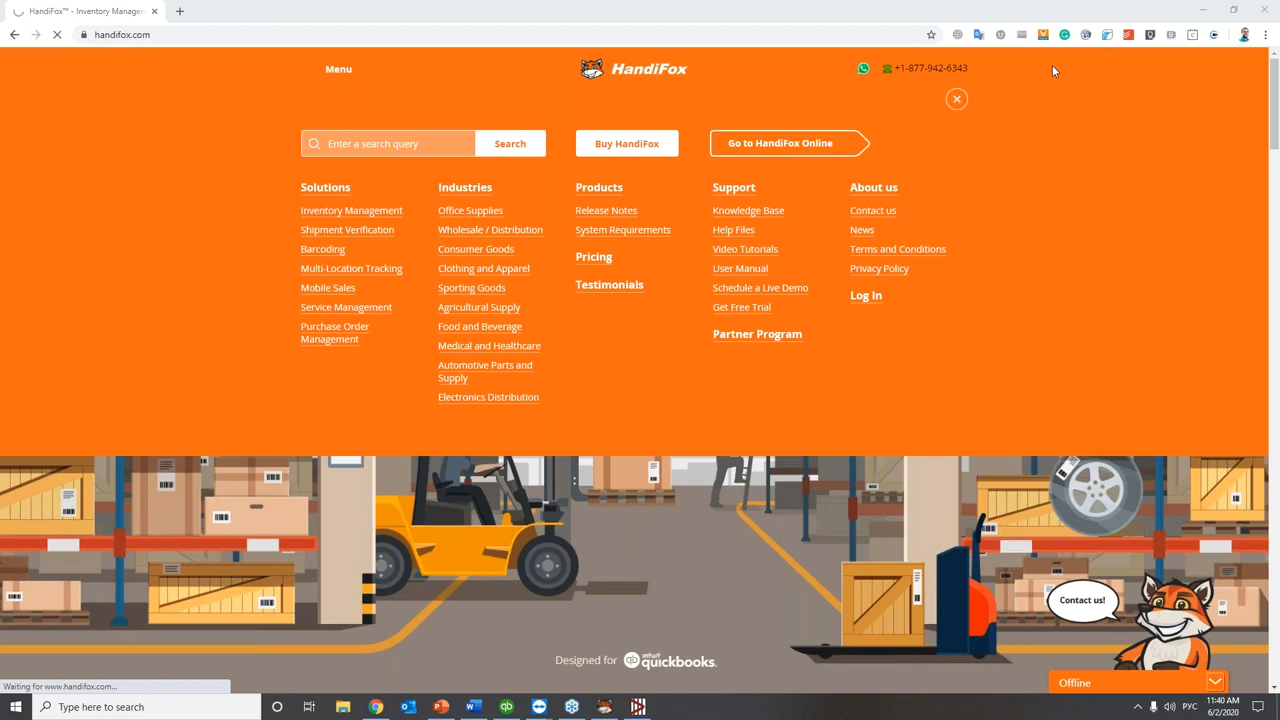 HandiFox™ - Inventory Manage
handifox.com
Menu
HandiFox
+1-877-942-6343
Enter a search query
Search
Buy HandiFox
Go to HandiFox Online
Solutions
Inventory Management
Shipment Verification
Barcoding
Multi-Location Tracking
Mobile Sales
Service Management
Purchase Order
Management
Industries
Office Supplies
Wholesale / Distribution
Consumer Goods
Clothing and Apparel
Sporting Goods
Agricultural Supply
Food and Beverage
Medical and Healthcare
Automotive Parts and
Supply
Electronics Distribution
Products
Release Notes
System Requirements
Pricing
Testimonials
Support
Knowledge Base
Help Files
Video Tutorials
User Manual
Schedule a Live Demo
Get Free Trial
Partner Program
About us
Contact us
News
Terms and Conditions
Privacy Policy
Log in
Contact us!
Designed for intuit quickbooks.
Offline
Waiting for www.handifox.com...
Type here to search
РУС
11:40 AM
6/2/2020